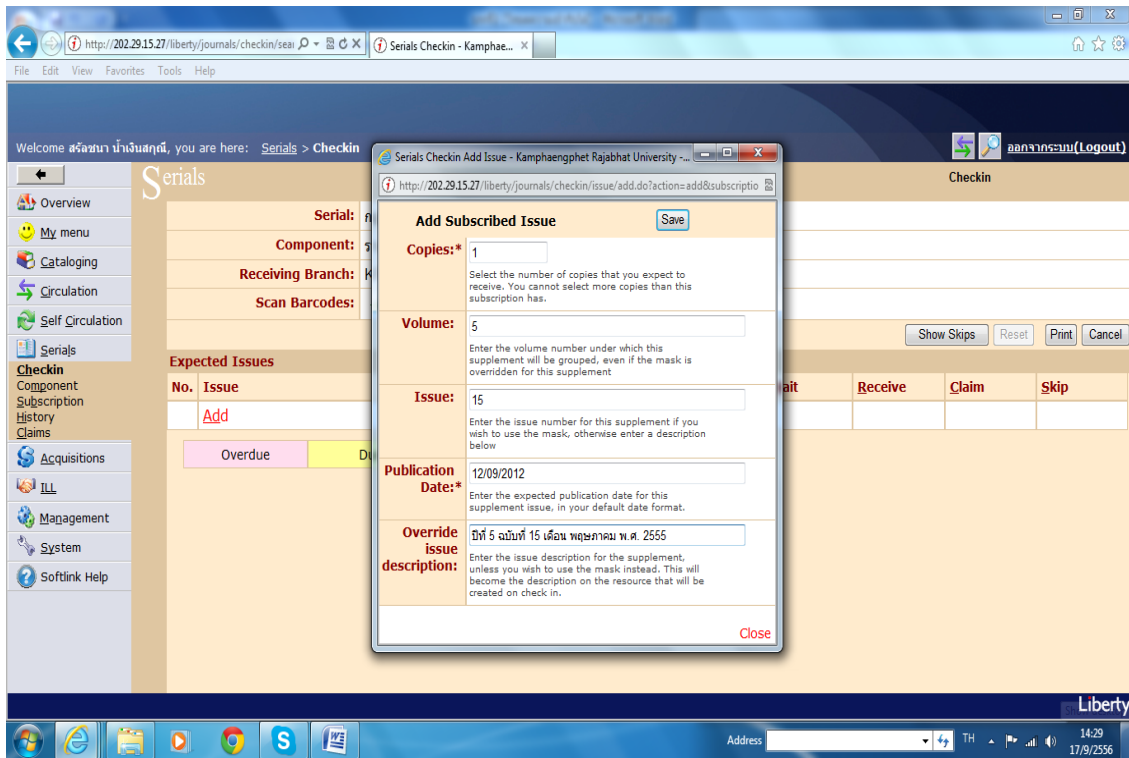 http://202.29.15.27/liberty/journals/checkin/sear
Serials Checkin - Kamphae...
File Edit View Favorites Tools Help
Welcome สรัลชนา น้ำเงินสกุณี, you are here: Serials > Checkin
ออกจากระบบ(Logout)
Serials
Checkin
Overview
My menu
Cataloging
Circulation
Self Circulation
Serials
Checkin
Component
Subscription
History
Claims
Acquisitions
ILL
Management
System
Softlink Help
Serial:
Component:
Receiving Branch: K
Scan Barcodes:
Show Skips Reset Print Cancel
Expected Issues
No. Issue ait Receive Claim Skip
Add
Overdue Du
Serials Checkin Add Issue - Kamphaengphet Rajabhat University -...
http://202.29.15.27/liberty/journals/checkin/issue/add.do?action=add&subscriptio
Add Subscribed Issue Save
Copies:* 1
Select the number of copies that you expect to
receive. You cannot select more copies than this
subscription has.
Volume: 5
Enter the volume number under which this
supplement will be grouped, even if the mask is
overridden for this supplement
Issue: 15
Enter the issue number for this supplement if you
wish to use the mask, otherwise enter a description
below
Publication Date:* 12/09/2012
Enter the expected publication date for this
supplement issue, in your default date format.
Override issue description: ปีที่ 5 ฉบับที่ 15 เดือน พฤษภาคม พ.ศ. 2555
Enter the issue description for the supplement,
unless you wish to use the mask instead. This will
become the description on the resource that will be
created on check in.
Close
Liberty
Address
TH
14:29
17/9/2556